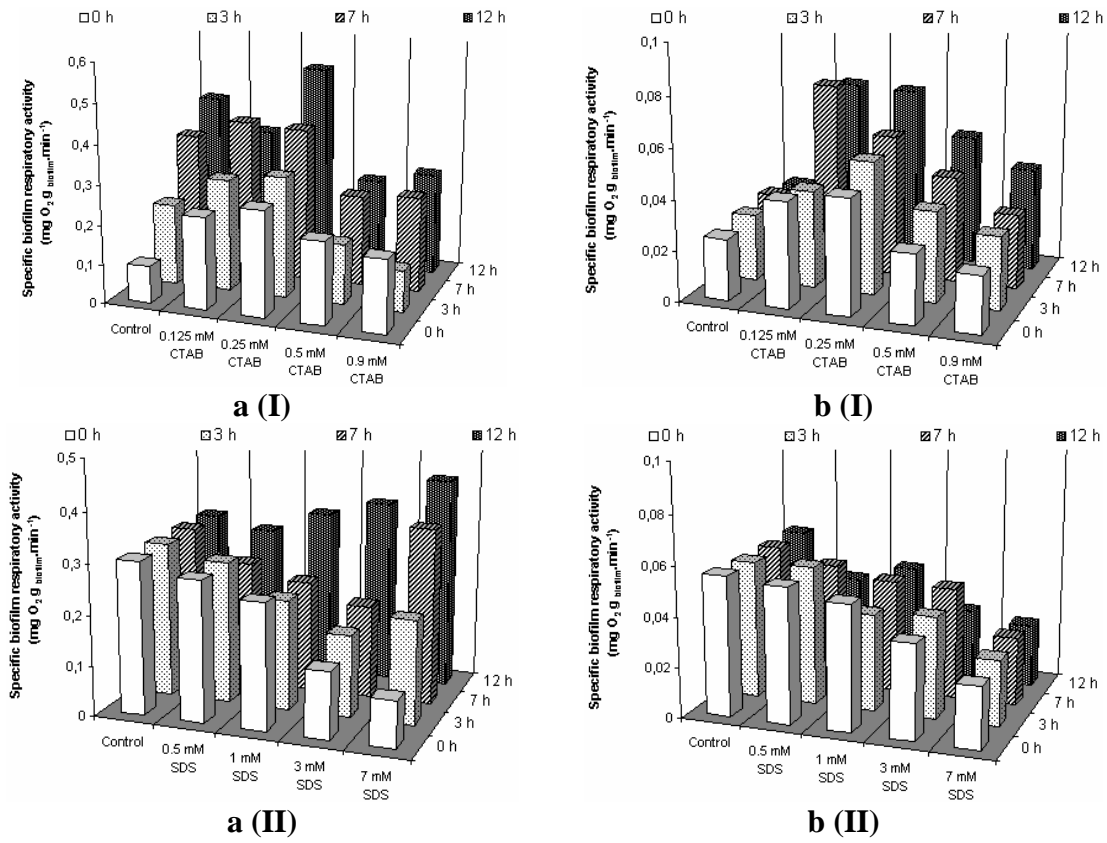 0 h 3 h 7 h 12 h
Specific biofilm respiratory activity
(mg O2 g biofilm.min-1)
0,6
0,5
0,4
0,3
0,2
0,1
0
Control
0.125 mM
CTAB
0.25 mM
CTAB
0.5 mM
CTAB
0.9 mM
CTAB
12 h
7 h
3 h
0 h
a (I)
0 h 3 h 7 h 12 h
Specific biofilm respiratory activity
(mg O2 g biofilm.min-1)
0,1
0,08
0,06
0,04
0,02
0
Control
0.125 mM
CTAB
0.25 mM
CTAB
0.5 mM
CTAB
0.9 mM
CTAB
12 h
7 h
3 h
0 h
b (I)
0 h 3 h 7 h 12 h
Specific biofilm respiratory activity
(mg O2 g biofilm.min-1)
0,5
0,4
0,3
0,2
0,1
0
Control
0.5 mM
SDS
1 mM
SDS
3 mM
SDS
7 mM
SDS
12 h
7 h
3 h
0 h
a (II)
0 h 3 h 7 h 12 h
Specific biofilm respiratory activity
(mg O2 g biofilm.min-1)
0,1
0,08
0,06
0,04
0,02
0
Control
0.5 mM
SDS
1 mM
SDS
3 mM
SDS
7 mM
SDS
12 h
7 h
3 h
0 h
b (II)